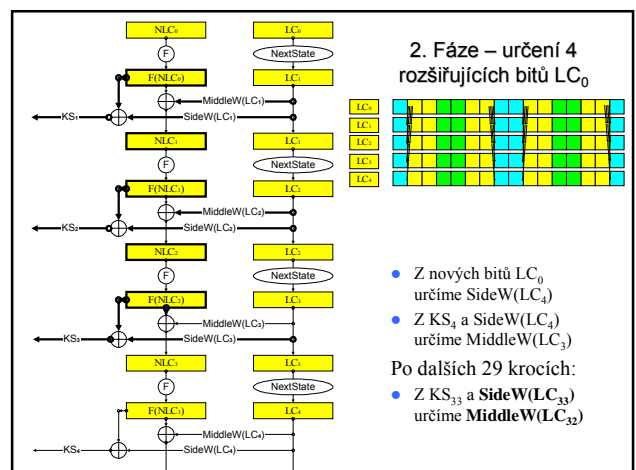 NLC₀
LC₀
F
NextState
F(NLC₀)
LC₁
MiddleW(LC₁)
KS₁
SideW(LC₁)
NLC₁
LC₁
F
NextState
F(NLC₁)
LC₂
MiddleW(LC₂)
KS₂
SideW(LC₂)
NLC₂
LC₂
F
NextState
F(NLC₂)
LC₃
MiddleW(LC₃)
KS₃
SideW(LC₃)
NLC₃
LC₃
F
NextState
F(NLC₃)
LC₄
MiddleW(LC₄)
KS₄
SideW(LC₄)
2. Fáze – určení 4
rozšiřujících bitů LC₀
LC₀
LC₁
LC₂
LC₃
LC₄
● Z nových bitů LC₀
určíme SideW(LC₄)
● Z KS₄ a SideW(LC₄)
určíme MiddleW(LC₃)
Po dalších 29 krocích:
● Z KS₃₃ a SideW(LC₃₃)
určíme MiddleW(LC₃₂)